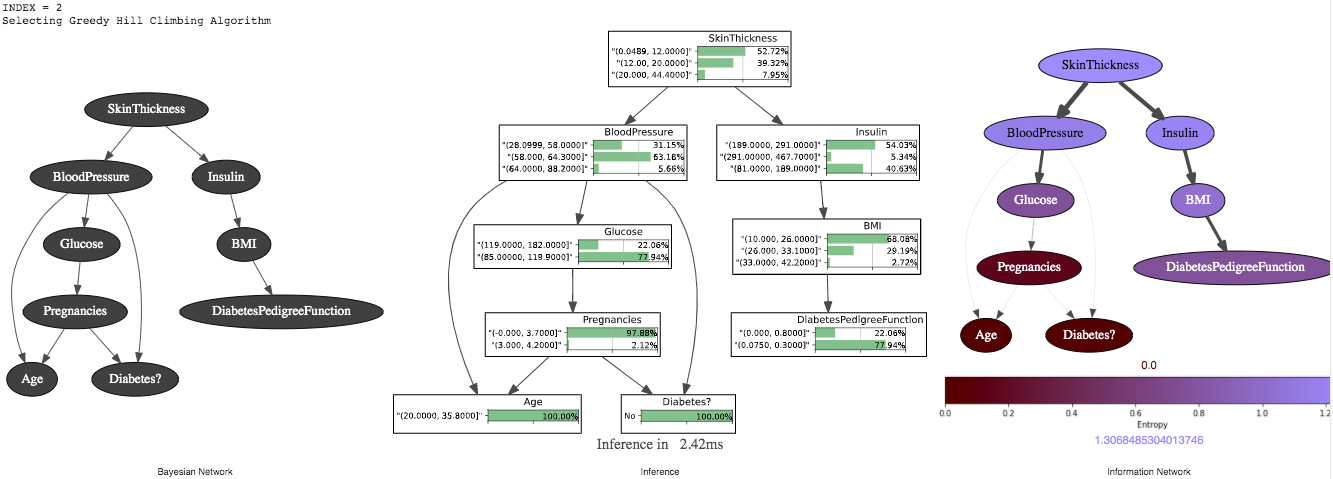 INDEX = 2
Selecting Greedy Hill Climbing Algorithm
SkinThickness
BloodPressure
Insulin
Glucose
BMI
Pregnancies
DiabetesPedigreeFunction
Age
Diabetes?
Bayesian Network
SkinThickness
"(0.0489, 12.0000]" 52.72%
"(12.00, 20.0000]" 39.32%
"(20.000, 44.4000]" 7.95%
BloodPressure
"(28.0999, 58.0000]" 31.15%
"(58.000, 64.3000]" 63.18%
"(64.0000, 88.2000]" 5.66%
Insulin
"(189.0000, 291.0000]" 54.03%
"(291.00000, 467.7000]" 5.34%
"(81.0000, 189.0000]" 40.63%
Glucose
"(119.0000, 182.0000]" 22.06%
"(85.00000, 119.9000]" 77.94%
BMI
"(10.000, 26.0000]" 68.08%
"(26.000, 33.1000]" 29.19%
"(33.0000, 42.2000]" 2.72%
Pregnancies
"(-0.000, 3.7000]" 97.88%
"(3.000, 4.2000]" 2.12%
DiabetesPedigreeFunction
"(0.000, 0.8000]" 22.06%
"(0.0750, 0.3000]" 77.94%
Age
"(20.0000, 35.8000]" 100.00%
Diabetes?
No 100.00%
Inference in 2.42ms
Inference
SkinThickness
BloodPressure
Insulin
Glucose
BMI
Pregnancies
DiabetesPedigreeFunction
Age
Diabetes?
0.0
0.0 0.2 0.4 0.6 0.8 1.0 1.2
Entropy
1.3068485304013746
Information Network